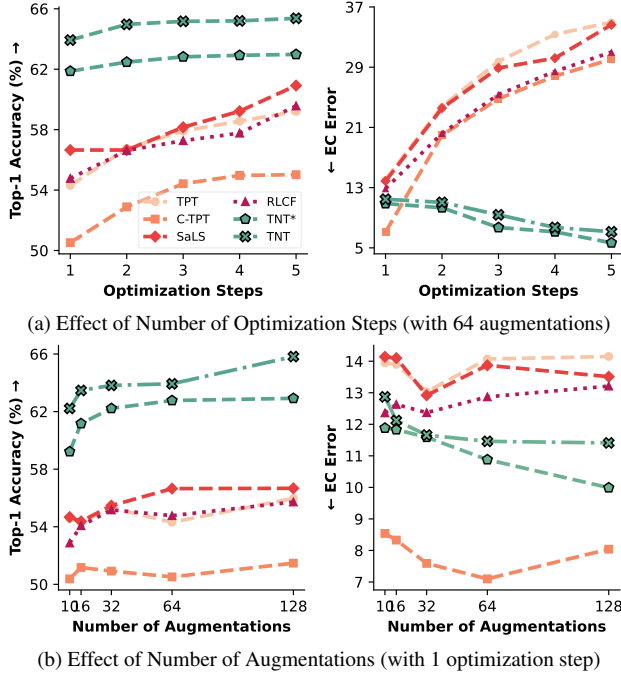 66
62
58
54
50
Top-1 Accuracy (%) →
TPT
C-TPT
SaLS
RLCF
TNT*
TNT
1 2 3 4 5
Optimization Steps
37
29
21
13
5
← EC Error
1 2 3 4 5
Optimization Steps
(a) Effect of Number of Optimization Steps (with 64 augmentations)
66
62
58
54
50
Top-1 Accuracy (%) →
10 16 32 64 128
Number of Augmentations
14
13
12
11
10
9
8
7
← EC Error
10 16 32 64 128
Number of Augmentations
(b) Effect of Number of Augmentations (with 1 optimization step)